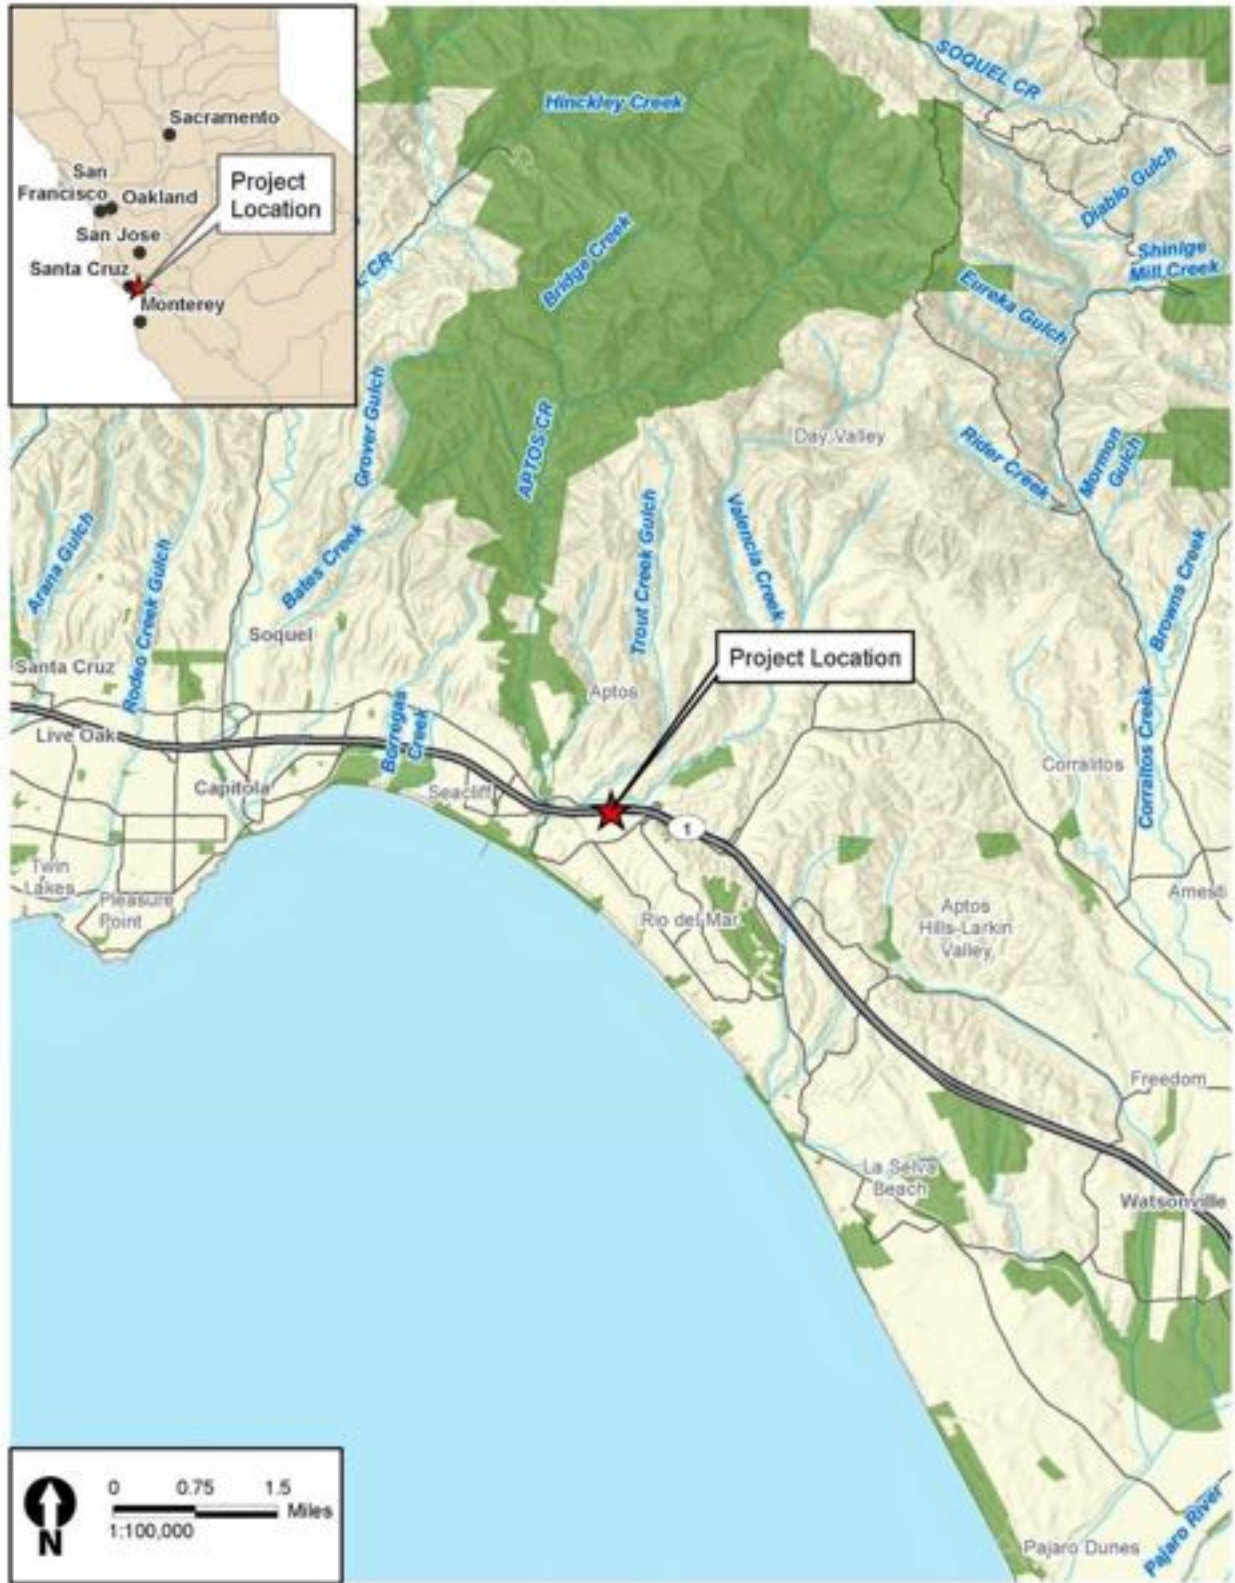 Sacramento
San
Francisco
Oakland
San Jose
Santa Cruz
Monterey
Project
Location
SOQUEL CR
Hinckley Creek
Diablo Gulch
Shinlge
Mill Creek
Bridge Creek
CR
Eureka Gulch
Grover Gulch
APTOS CR
Day Valley
Rider Creek
Mormon
Gulch
Arana Gulch
Rodeo Creek Gulch
Bates Creek
Trout Creek Gulch
Valencia Creek
Browns Creek
Soquel
Santa Cruz
Project Location
Aptos
Borregas
Creek
Live Oak
Capitola
Seacliff
Corralitos
Corralitos Creek
1
Twin
Lakes
Pleasure
Point
Rio del Mar
Aptos
Hills-Larkin
Valley
Amesti
Freedom
La Selva
Beach
Watsonville
0 0.75 1.5
Miles
1:100,000
N
Pajaro Dunes
Pajaro River